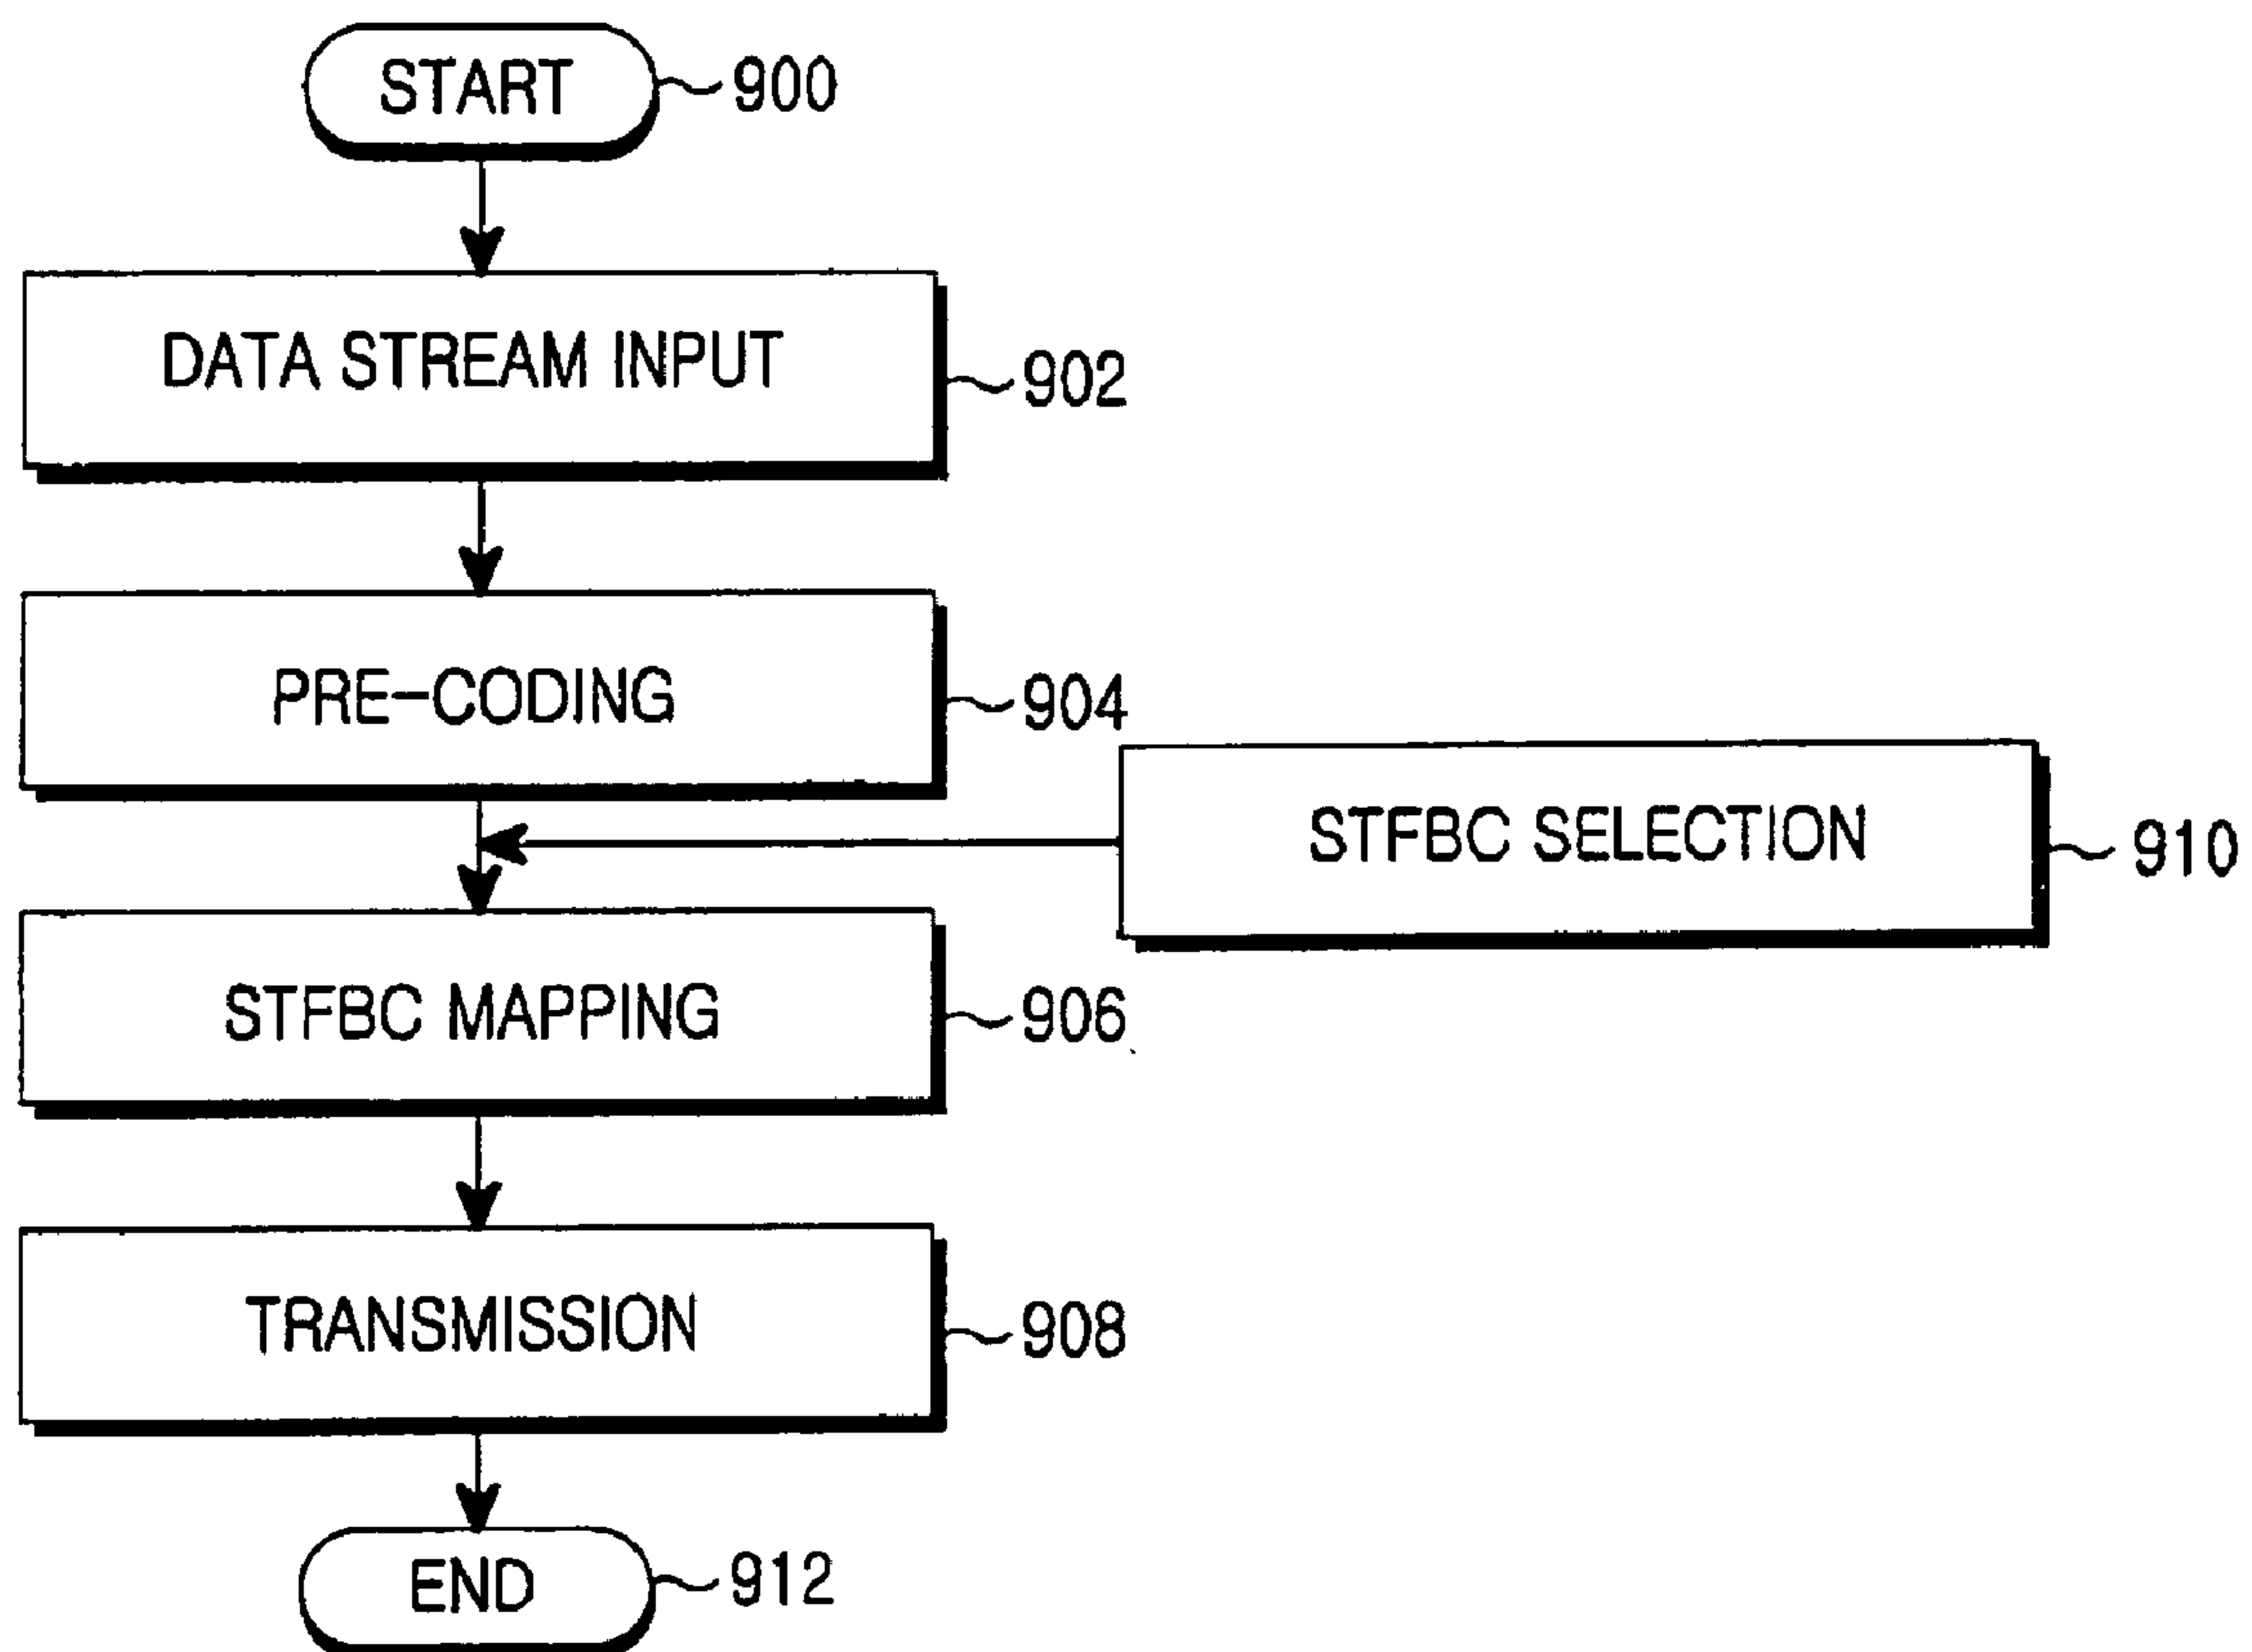 START
900
DATA STREAM INPUT
902
PRE-CODING
904
STFBC SELECTION
910
STFBC MAPPING
906
TRANSMISSION
908
END
912